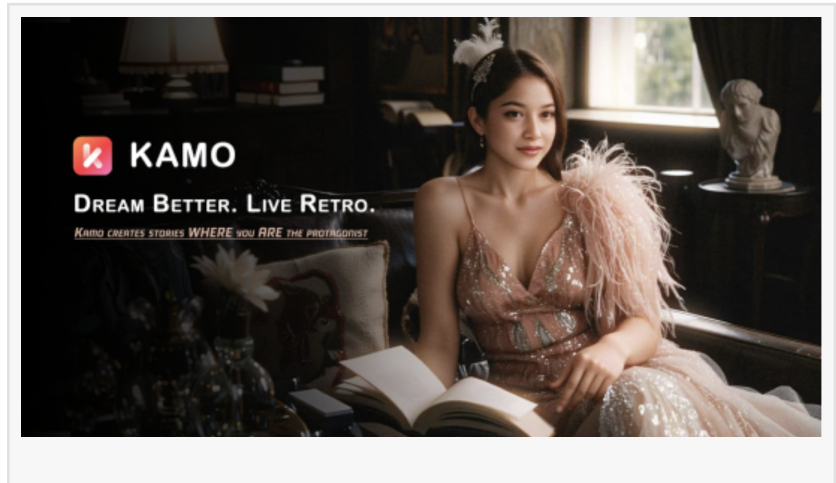 KAMO
DREAM BETTER. LIVE RETRO.
KAMO CREATES STORIES WHERE YOU ARE THE PROTAGONIST